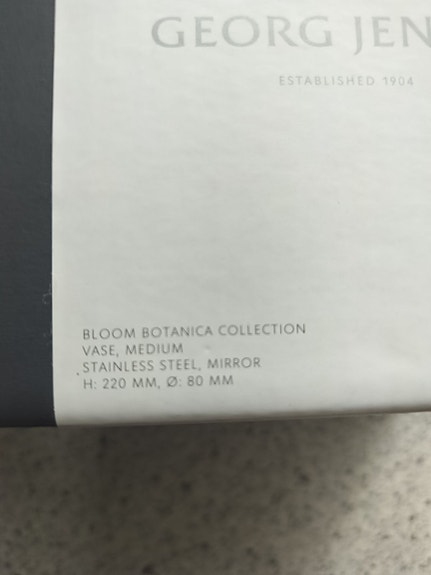 GEORG JEN
ESTABLISHED 1904
BLOOM BOTANICA COLLECTION
VASE, MEDIUM
STAINLESS STEEL, MIRROR
H: 220 MM, Ø: 80 MM